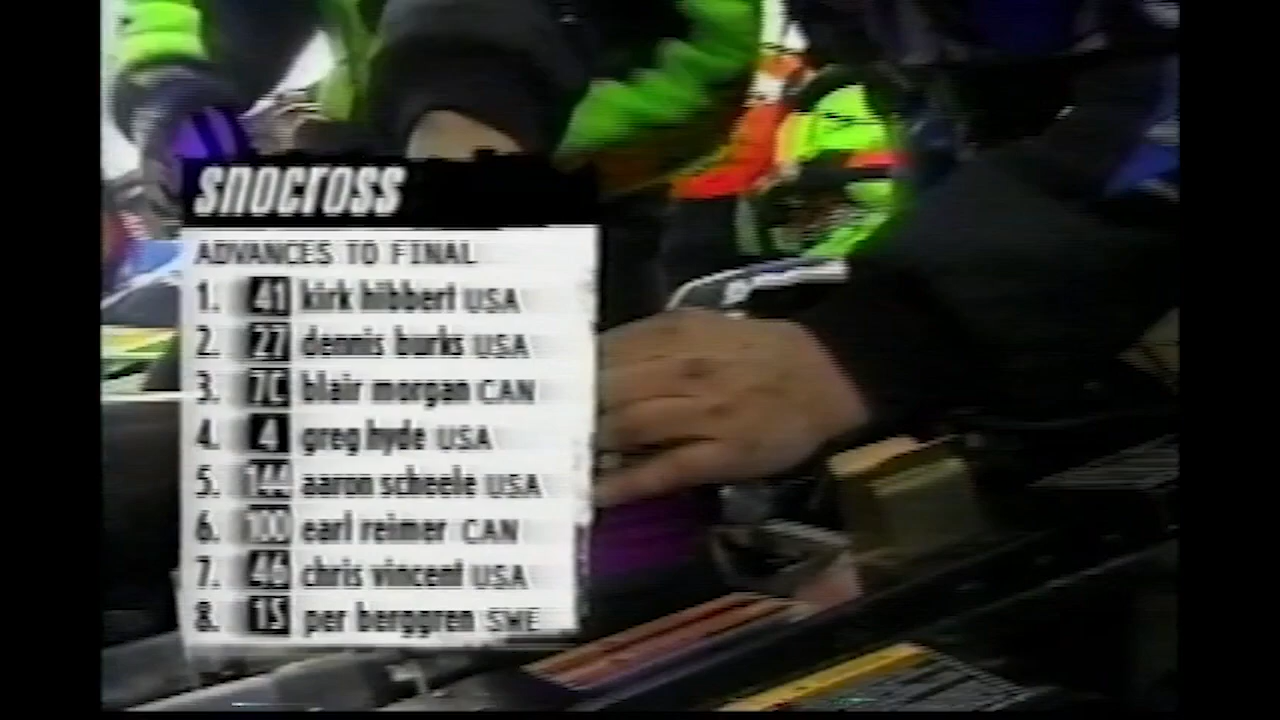 snocross
ADVANCES TO FINAL
1. 41 kirk hibbert USA
2. 27 dennis burks USA
3. 7C blair morgan CAN
4. 4 greg hyde USA
5. 144 aaron scheele USA
6. 100 earl reimer CAN
7. 46 chris vincent USA
8. 15 per berggren SWE